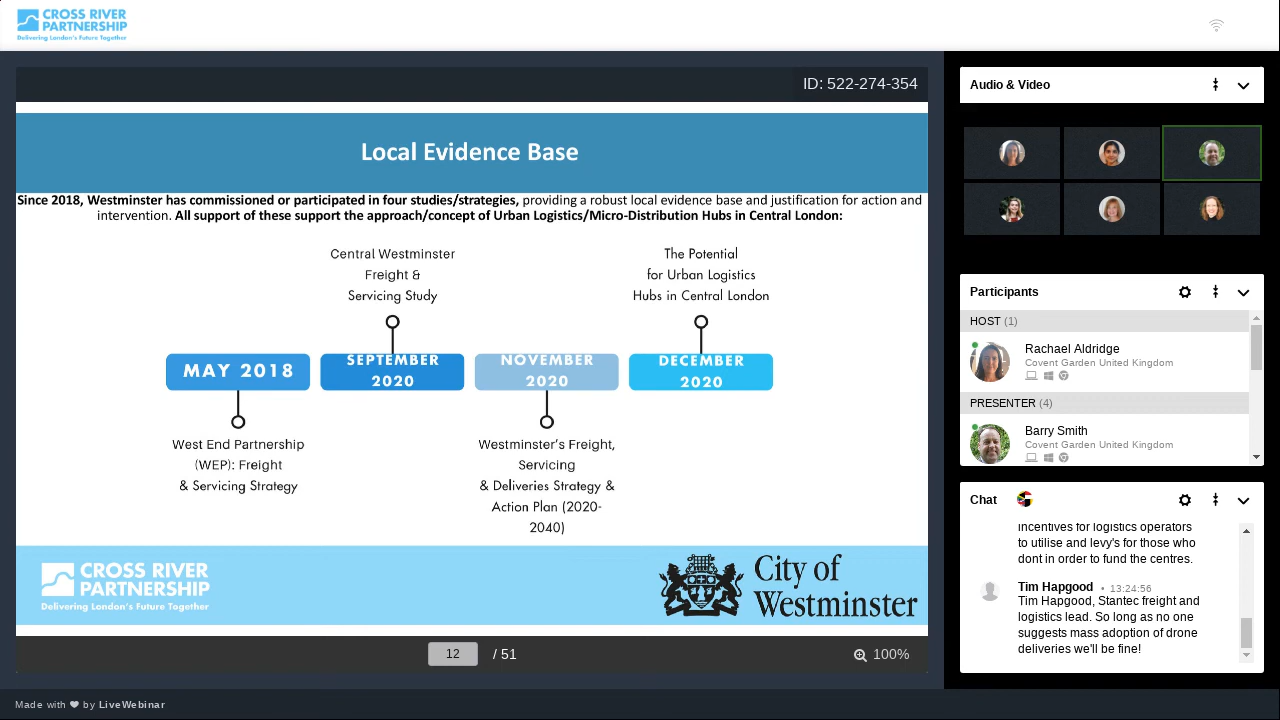 CROSS RIVER
PARTNERSHIP
Delivering London's Future Together
ID: 522-274-354
Local Evidence Base
Since 2018, Westminster has commissioned or participated in four studies/strategies, providing a robust local evidence base and justification for action and
intervention. All support of these support the approach/concept of Urban Logistics/Micro-Distribution Hubs in Central London:
Central Westminster
Freight &
Servicing Study
The Potential
for Urban Logistics
Hubs in Central London
MAY 2018
SEPTEMBER
2020
NOVEMBER
2020
DECEMBER
2020
West End Partnership
(WEP): Freight
& Servicing Strategy
Westminster's Freight,
Servicing
& Deliveries Strategy &
Action Plan (2020-
2040)
CROSS RIVER
PARTNERSHIP
Delivering London's Future Together
City of
Westminster
12 / 51
100%
Made with by LiveWebinar
Audio & Video
Participants
HOST (1)
Rachael Aldridge
Covent Garden United Kingdom
PRESENTER (4)
Barry Smith
Covent Garden United Kingdom
Chat
incentives for logistics operators
to utilise and levy's for those who
dont in order to fund the centres.
Tim Hapgood • 13:24:56
Tim Hapgood, Stantec freight and
logistics lead. So long as no one
suggests mass adoption of drone
deliveries we'll be fine!